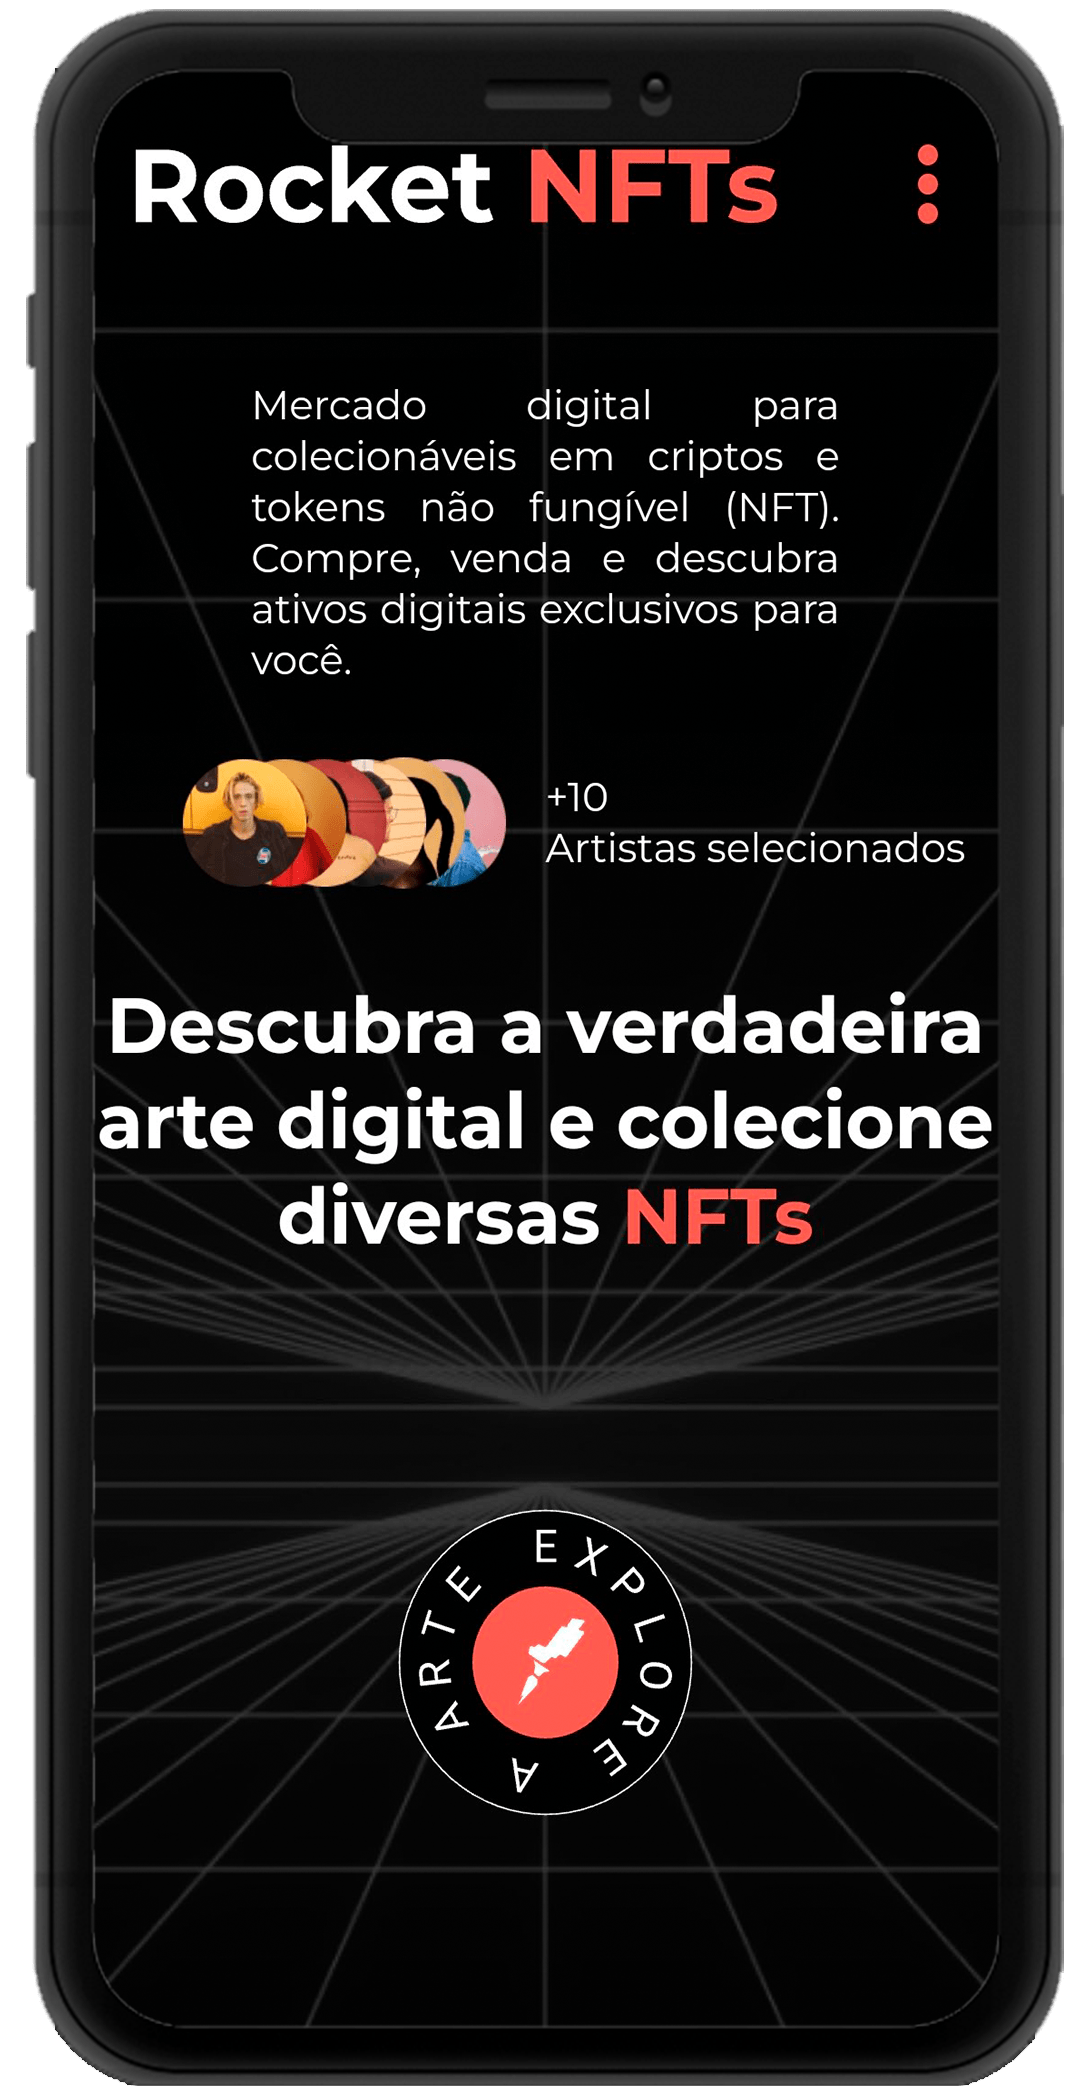 Rocket NFTs
Mercado digital para
colecionáveis em criptos e
tokens não fungível (NFT).
Compre, venda e descubra
ativos digitais exclusivos para
você.
+10
Artistas selecionados
Descubra a verdadeira
arte digital e colecione
diversas NFTs
EXPLORE A ARTE